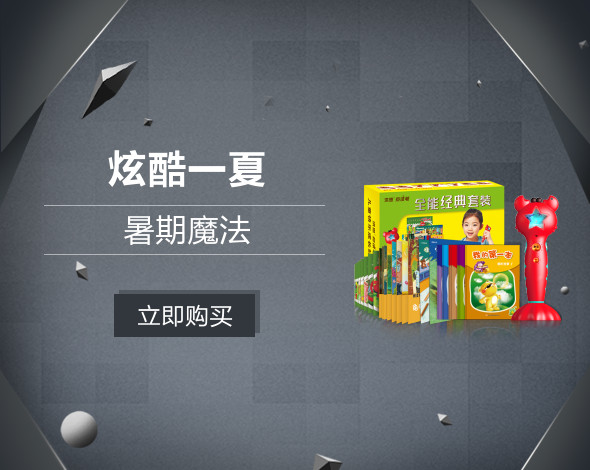 炫酷一夏
暑期魔法
立即购买
全能经典套装
我的第一本